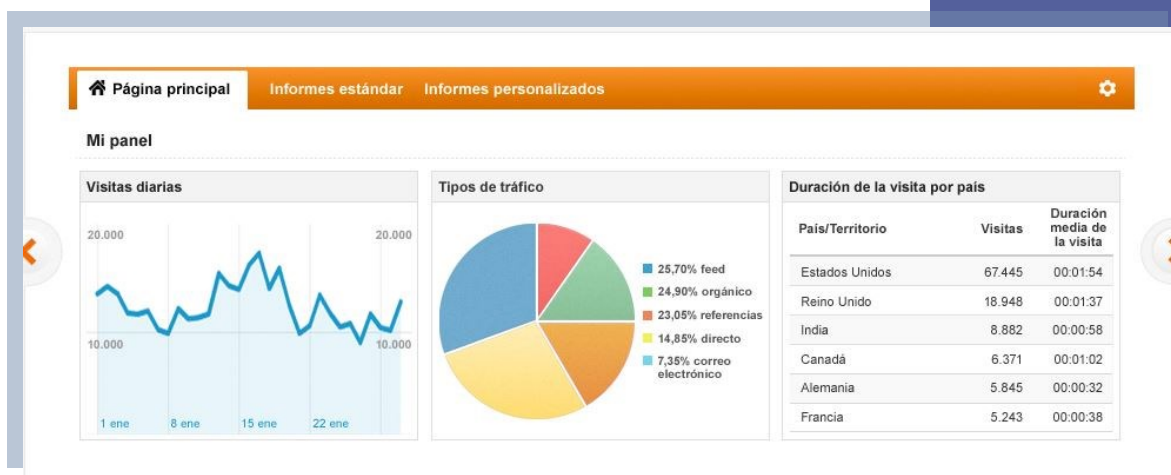 Página principal
Informes estándar
Informes personalizados
Mi panel
Visitas diarias
20.000
20.000
10.000
10.000
1 ene
8 ene
15 ene
22 ene
Tipos de tráfico
25,70% feed
24,90% orgánico
23,05% referencias
14,85% directo
7,35% correo
electrónico
Duración de la visita por país
País/Territorio
Visitas
Duración
media de
la visita
Estados Unidos 67.445 00:01:54
Reino Unido 18.948 00:01:37
India 8.882 00:00:58
Canadá 6.371 00:01:02
Alemania 5.845 00:00:32
Francia 5.243 00:00:38